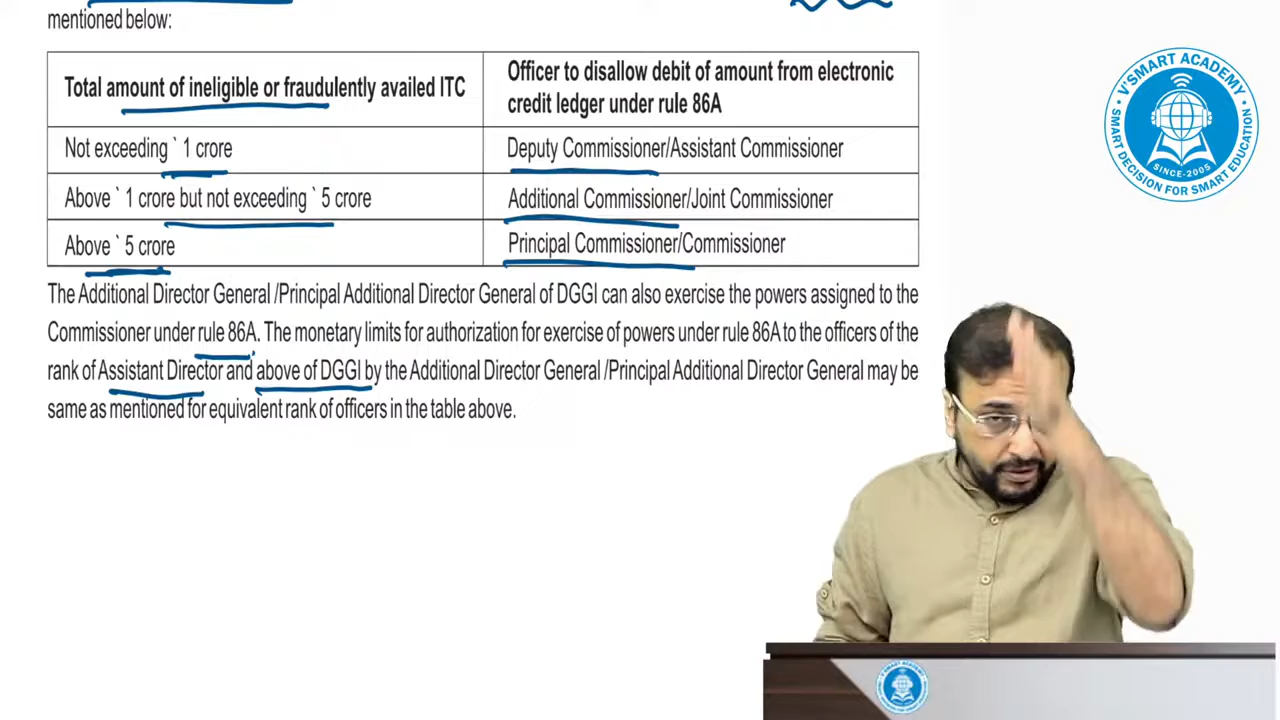 mentioned below:
Total amount of ineligible or fraudulently availed ITC
Officer to disallow debit of amount from electronic
credit ledger under rule 86A
Not exceeding ` 1 crore
Deputy Commissioner/Assistant Commissioner
Above ` 1 crore but not exceeding ` 5 crore
Additional Commissioner/Joint Commissioner
Above ` 5 crore
Principal Commissioner/Commissioner
The Additional Director General /Principal Additional Director General of DGGI can also exercise the powers assigned to the
Commissioner under rule 86A. The monetary limits for authorization for exercise of powers under rule 86A to the officers of the
rank of Assistant Director and above of DGGI by the Additional Director General /Principal Additional Director General may be
same as mentioned for equivalent rank of officers in the table above.
V'SMART ACADEMY
SINCE-2005
SMART DECISION FOR SMART EDUCATION
V'SMART ACADEMY